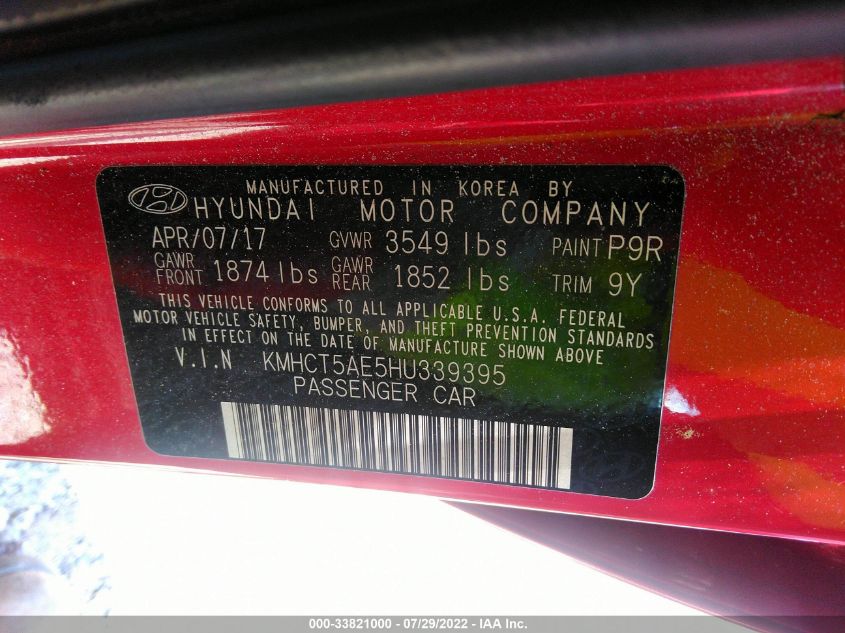 MANUFACTURED IN KOREA BY
HYUNDAI MOTOR COMPANY
APR/07/17 GVWR 3549 lbs PAINT P9R
GAWR FRONT 1874 lbs GAWR REAR 1852 lbs TRIM 9Y
THIS VEHICLE CONFORMS TO ALL APPLICABLE U.S.A. FEDERAL
MOTOR VEHICLE SAFETY, BUMPER, AND THEFT PREVENTION STANDARDS
IN EFFECT ON THE DATE OF MANUFACTURE SHOWN ABOVE
V.I.N KMHCT5AE5HU339395
PASSENGER CAR
000-33821000 - 07/29/2022 - IAA Inc.